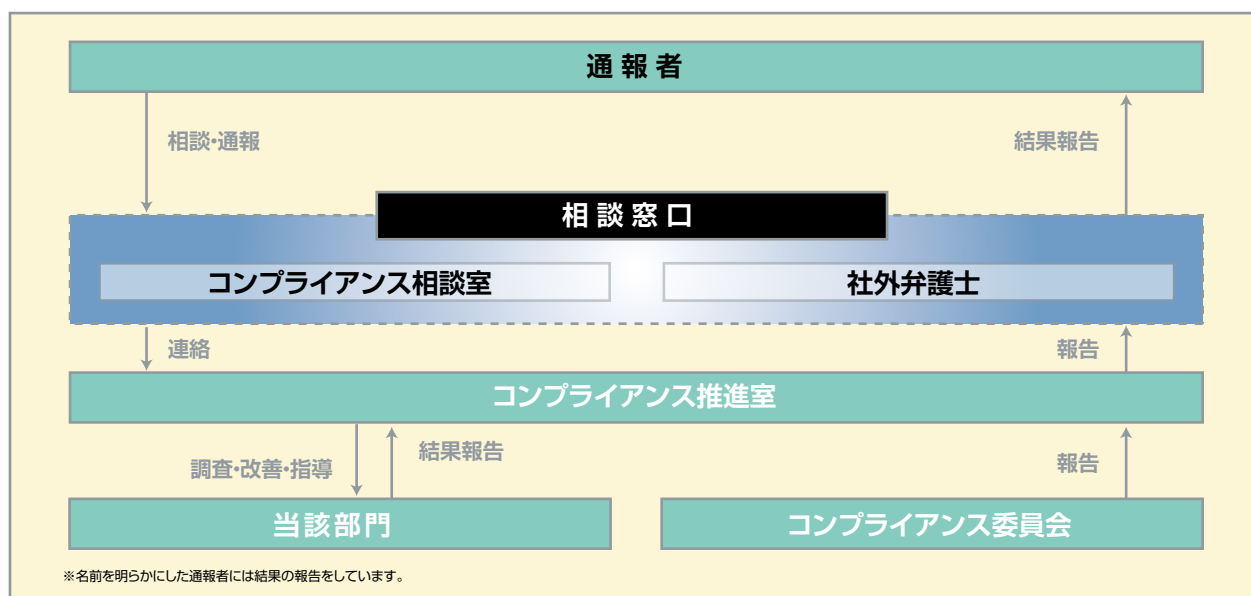 通報者
相談・通報
結果報告
相談窓口
コンプライアンス相談室
社外弁護士
連絡
報告
コンプライアンス推進室
調査・改善・指導
結果報告
報告
当該部門
コンプライアンス委員会
※名前を明らかにした通報者には結果の報告をしています。